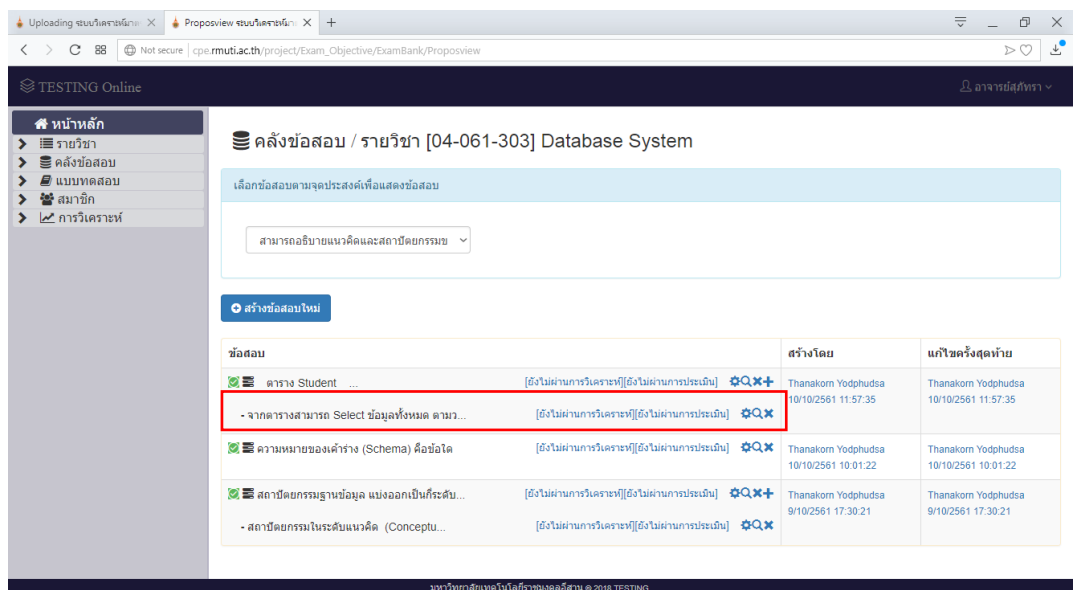 Uploading ระบบวิเคราะห์มา
Proposview ระบบวิเคราะห์มา
Not secure cpe.rmuti.ac.th/project/Exam_Objective/ExamBank/Proposview
TESTING Online
อาจารย์สุภัทรา
หน้าหลัก
รายวิชา
คลังข้อสอบ
แบบทดสอบ
สมาชิก
การวิเคราะห์
คลังข้อสอบ / รายวิชา [04-061-303] Database System
เลือกข้อสอบตามจุดประสงค์เพื่อแสดงข้อสอบ
สามารถอธิบายแนวคิดและสถาปัตยกรรมข
สร้างข้อสอบใหม่
ข้อสอบ สร้างโดย แก้ไขครั้งสุดท้าย
ตาราง Student ... [ยังไม่ผ่านการวิเคราะห์][ยังไม่ผ่านการประเมิน] Thanakorn Yodphudsa Thanakorn Yodphudsa
10/10/2561 11:57:35 10/10/2561 11:57:35
- จากตารางสามารถ Select ข้อมูลทั้งหมด ตามว... [ยังไม่ผ่านการวิเคราะห์][ยังไม่ผ่านการประเมิน]
ความหมายของเค้าร่าง (Schema) คือข้อใด [ยังไม่ผ่านการวิเคราะห์][ยังไม่ผ่านการประเมิน] Thanakorn Yodphudsa Thanakorn Yodphudsa
10/10/2561 10:01:22 10/10/2561 10:01:22
สถาปัตยกรรมฐานข้อมูล แบ่งออกเป็นกี่ระดับ... [ยังไม่ผ่านการวิเคราะห์][ยังไม่ผ่านการประเมิน] Thanakorn Yodphudsa Thanakorn Yodphudsa
9/10/2561 17:30:21 9/10/2561 17:30:21
- สถาปัตยกรรมในระดับแนวคิด (Conceptu... [ยังไม่ผ่านการวิเคราะห์][ยังไม่ผ่านการประเมิน]
มหาวิทยาลัยเทคโนโลยีราชมงคลอีสาน © 2018 TESTING